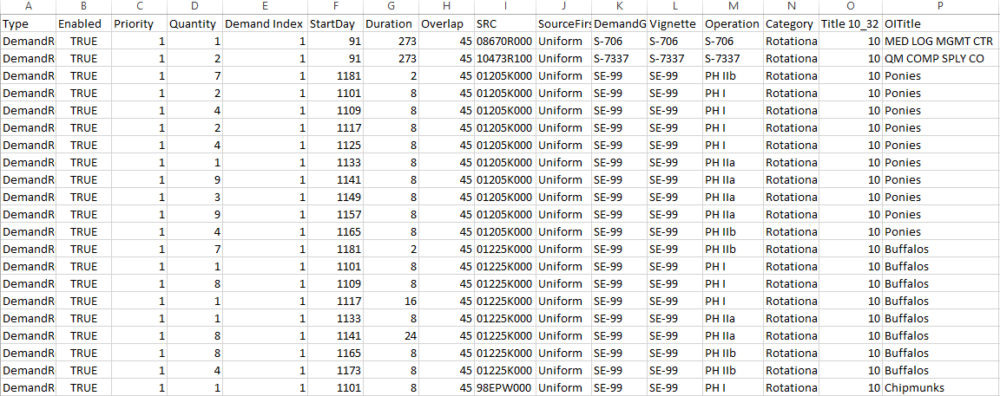 A B C D E F G H I J K L M N O P
Type Enabled Priority Quantity Demand Index StartDay Duration Overlap SRC SourceFirs DemandG Vignette Operation Category Title 10_32 OITitle
DemandR TRUE 1 1 1 91 273 45 08670R000 Uniform S-706 S-706 S-706 Rotationa 10 MED LOG MGMT CTR
DemandR TRUE 1 2 1 91 273 45 10473R100 Uniform S-7337 S-7337 S-7337 Rotationa 10 QM COMP SPLY CO
DemandR TRUE 1 7 1 1181 2 45 01205K000 Uniform SE-99 SE-99 PH IIb Rotationa 10 Ponies
DemandR TRUE 1 2 1 1101 8 45 01205K000 Uniform SE-99 SE-99 PH I Rotationa 10 Ponies
DemandR TRUE 1 4 1 1109 8 45 01205K000 Uniform SE-99 SE-99 PH I Rotationa 10 Ponies
DemandR TRUE 1 2 1 1117 8 45 01205K000 Uniform SE-99 SE-99 PH I Rotationa 10 Ponies
DemandR TRUE 1 4 1 1125 8 45 01205K000 Uniform SE-99 SE-99 PH I Rotationa 10 Ponies
DemandR TRUE 1 1 1 1133 8 45 01205K000 Uniform SE-99 SE-99 PH IIa Rotationa 10 Ponies
DemandR TRUE 1 9 1 1141 8 45 01205K000 Uniform SE-99 SE-99 PH IIa Rotationa 10 Ponies
DemandR TRUE 1 3 1 1149 8 45 01205K000 Uniform SE-99 SE-99 PH IIa Rotationa 10 Ponies
DemandR TRUE 1 9 1 1157 8 45 01205K000 Uniform SE-99 SE-99 PH IIa Rotationa 10 Ponies
DemandR TRUE 1 4 1 1165 8 45 01205K000 Uniform SE-99 SE-99 PH IIb Rotationa 10 Ponies
DemandR TRUE 1 7 1 1181 2 45 01225K000 Uniform SE-99 SE-99 PH IIb Rotationa 10 Buffalos
DemandR TRUE 1 1 1 1101 8 45 01225K000 Uniform SE-99 SE-99 PH I Rotationa 10 Buffalos
DemandR TRUE 1 8 1 1109 8 45 01225K000 Uniform SE-99 SE-99 PH I Rotationa 10 Buffalos
DemandR TRUE 1 1 1 1117 16 45 01225K000 Uniform SE-99 SE-99 PH I Rotationa 10 Buffalos
DemandR TRUE 1 1 1 1133 8 45 01225K000 Uniform SE-99 SE-99 PH IIa Rotationa 10 Buffalos
DemandR TRUE 1 8 1 1141 24 45 01225K000 Uniform SE-99 SE-99 PH IIa Rotationa 10 Buffalos
DemandR TRUE 1 8 1 1165 8 45 01225K000 Uniform SE-99 SE-99 PH IIb Rotationa 10 Buffalos
DemandR TRUE 1 4 1 1173 8 45 01225K000 Uniform SE-99 SE-99 PH IIb Rotationa 10 Buffalos
DemandR TRUE 1 1 1 1101 8 45 98EPW000 Uniform SE-99 SE-99 PH I Rotationa 10 Chipmunks